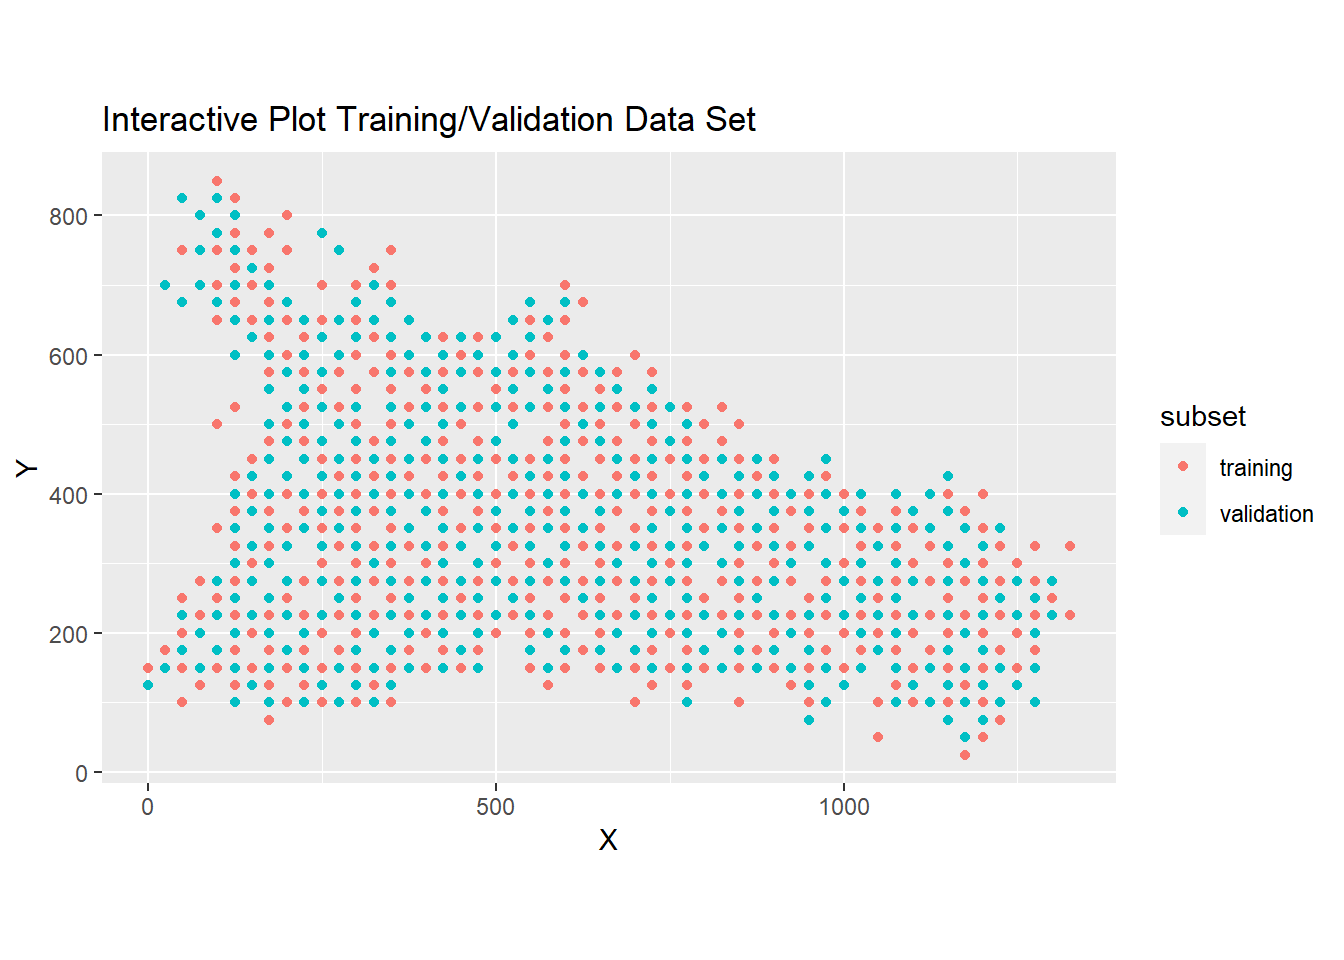 Interactive Plot Training/Validation Data Set
800
600
400
200
0
Y
0
500
1000
X
subset
training
validation